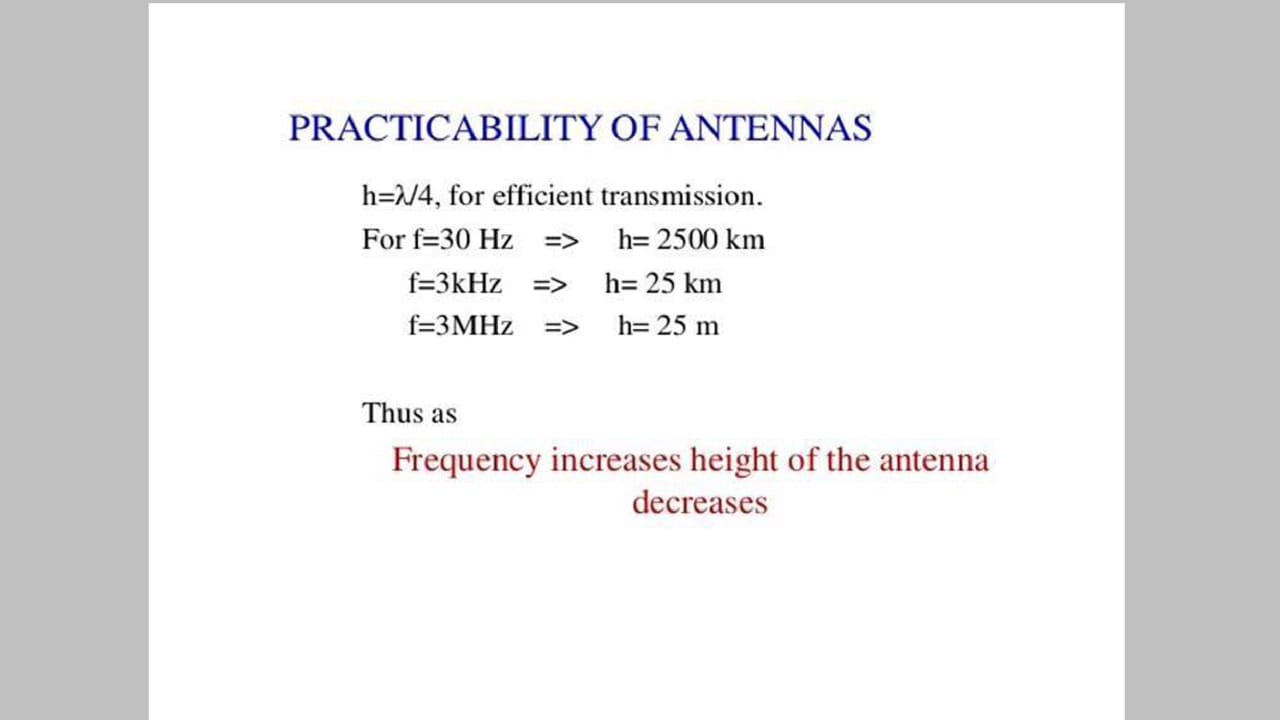 PRACTICABILITY OF ANTENNAS
h=λ/4, for efficient transmission.
For f=30 Hz => h= 2500 km
f=3kHz => h= 25 km
f=3MHz => h= 25 m
Thus as
Frequency increases height of the antenna
decreases